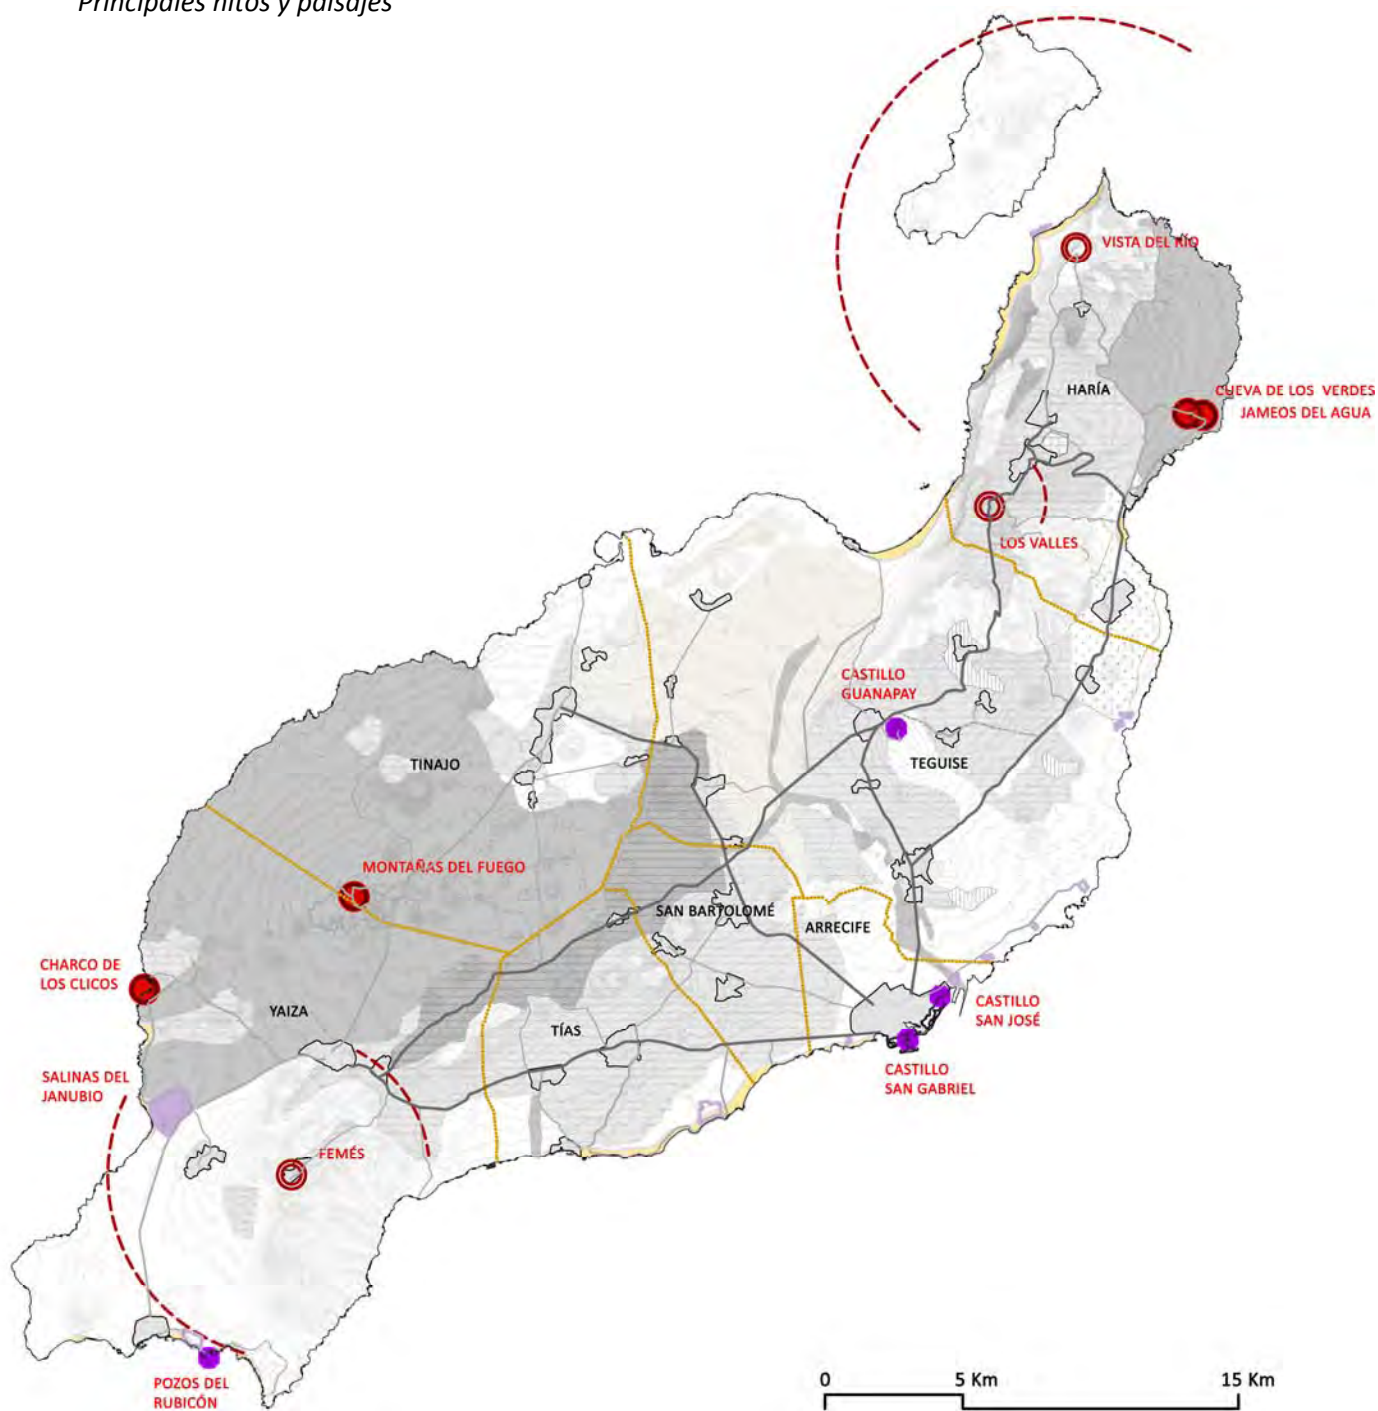 Principales hitos y paisajes
VISTA DEL RÍO
HARÍA
CUEVA DE LOS VERDES
JAMEOS DEL AGUA
LOS VALLES
CASTILLO
GUANAPAY
TINAJO
TEGUISE
MONTAÑAS DEL FUEGO
SAN BARTOLOMÉ
ARRECIFE
CHARCO DE
LOS CLICOS
YAIZA
TÍAS
CASTILLO
SAN JOSÉ
CASTILLO
SAN GABRIEL
SALINAS DEL
JANUBIO
FEMÉS
POZOS DEL
RUBICÓN
0 5 Km 15 Km